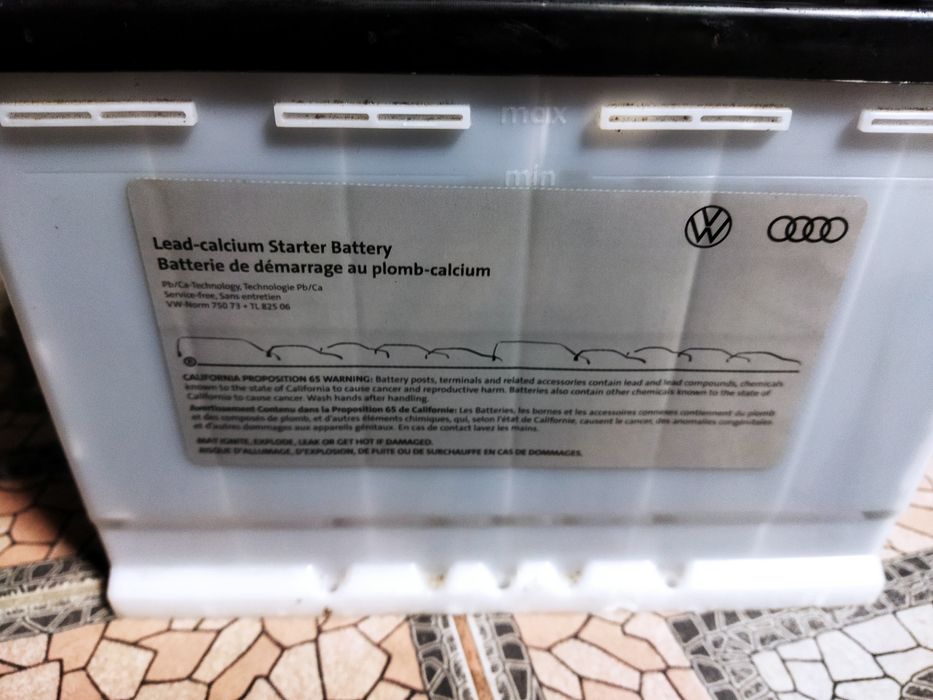 max
min
Lead-calcium Starter Battery
Batterie de démarrage au plomb-calcium
Pb/Ca-Technology, Technologie Pb/Ca
Service-free, Sans entretien
VW-Norm 750 73 • TL 825 06
CALIFORNIA PROPOSITION 65 WARNING: Battery posts, terminals and related accessories contain lead and lead compounds, chemicals
known to the state of California to cause cancer and reproductive harm. Batteries also contain other chemicals known to the state of
California to cause cancer. Wash hands after handling.
Avertissement Contenu dans la Proposition 65 de Californie: Les Batteries, les bornes et les accessoires connexes contiennent du plomb
et des composés de plomb, et d'autres éléments chimiques, qui, selon l'état de Californie, causent le cancer, des anomalies congénitales
et d'autres dommages aux appareils génitaux. En cas de contact lavez les mains.
MAY IGNITE, EXPLODE, LEAK OR GET HOT IF DAMAGED.
RISQUE D'ALLUMAGE, D'EXPLOSION, DE FUITE OU DE SURCHAUFFE EN CAS DE DOMMAGES.